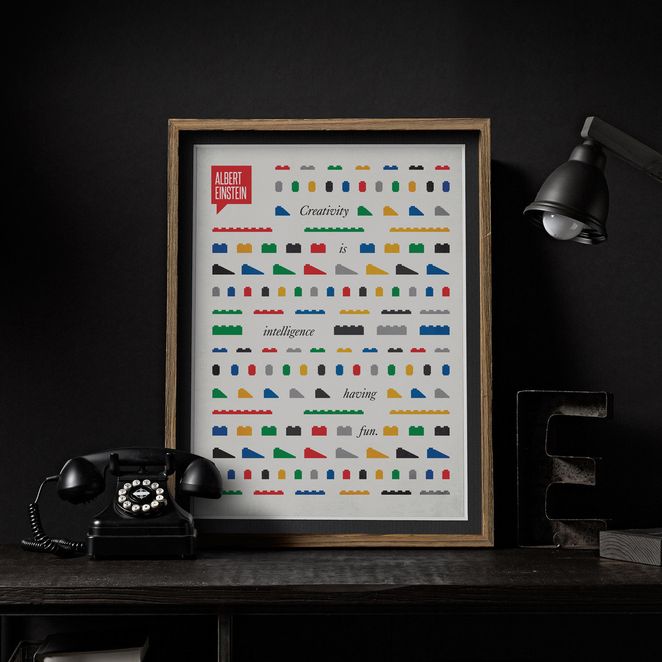 ALBERT
EINSTEIN
Creativity
is
intelligence
having
fun.
E